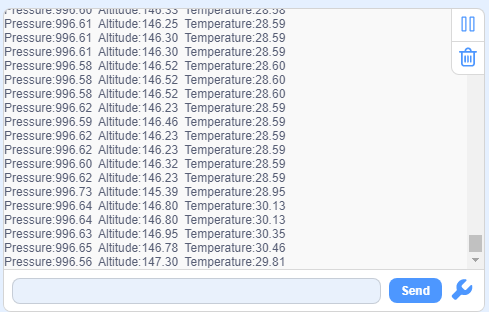 Pressure:996.60 Altitude:146.33 Temperature:28.58
Pressure:996.61 Altitude:146.25 Temperature:28.59
Pressure:996.61 Altitude:146.30 Temperature:28.59
Pressure:996.61 Altitude:146.30 Temperature:28.59
Pressure:996.58 Altitude:146.52 Temperature:28.60
Pressure:996.58 Altitude:146.52 Temperature:28.60
Pressure:996.58 Altitude:146.52 Temperature:28.60
Pressure:996.62 Altitude:146.23 Temperature:28.59
Pressure:996.59 Altitude:146.46 Temperature:28.59
Pressure:996.62 Altitude:146.23 Temperature:28.59
Pressure:996.62 Altitude:146.23 Temperature:28.59
Pressure:996.60 Altitude:146.32 Temperature:28.59
Pressure:996.62 Altitude:146.23 Temperature:28.59
Pressure:996.73 Altitude:145.39 Temperature:28.95
Pressure:996.64 Altitude:146.80 Temperature:30.13
Pressure:996.64 Altitude:146.80 Temperature:30.13
Pressure:996.63 Altitude:146.95 Temperature:30.35
Pressure:996.65 Altitude:146.78 Temperature:30.46
Pressure:996.56 Altitude:147.30 Temperature:29.81
Send